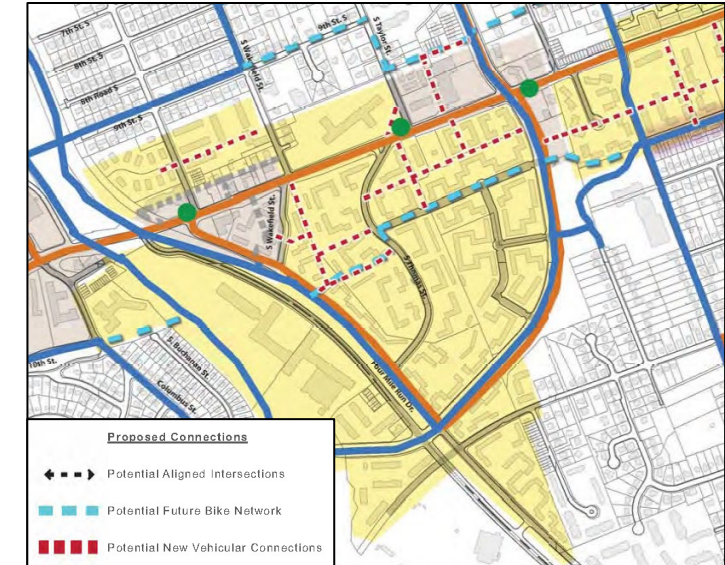 7th St. S
8th St. S
8th Road S
9th St. S
9th St. S
S Wakefield St.
S Taylor St.
S Wakefield St.
S Thomas St.
Four Mile Run Dr.
10th St.
S. Buchanan St.
Columbus St.
Proposed Connections
Potential Aligned Intersections
Potential Future Bike Network
Potential New Vehicular Connections